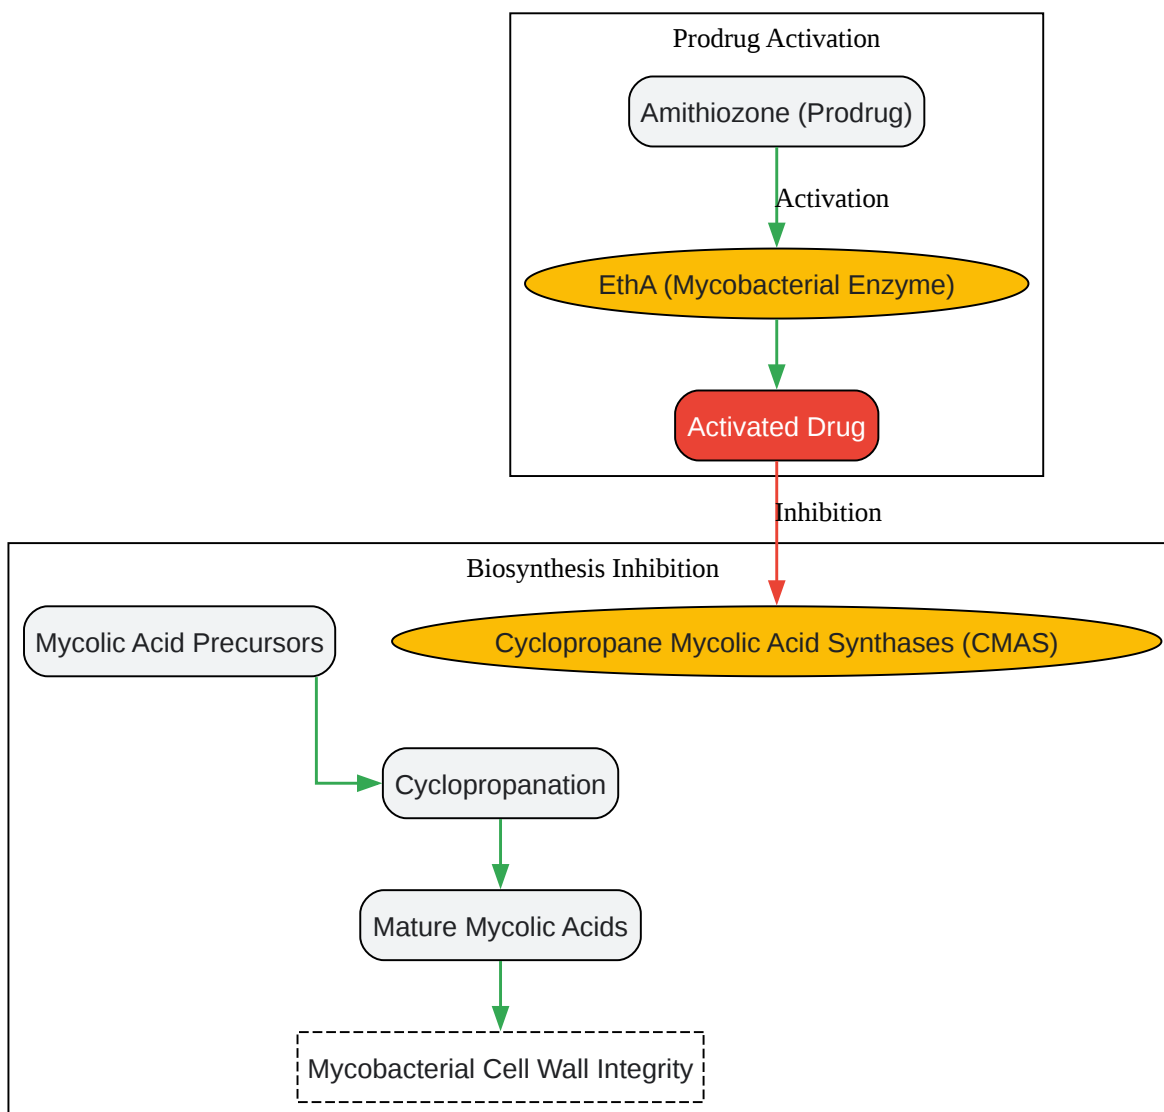 Prodrug Activation
Amithiozone (Prodrug)
Activation
EthA (Mycobacterial Enzyme)
Activated Drug
Inhibition
Biosynthesis Inhibition
Mycolic Acid Precursors
Cyclopropane Mycolic Acid Synthases (CMAS)
Cyclopropanation
Mature Mycolic Acids
Mycobacterial Cell Wall Integrity